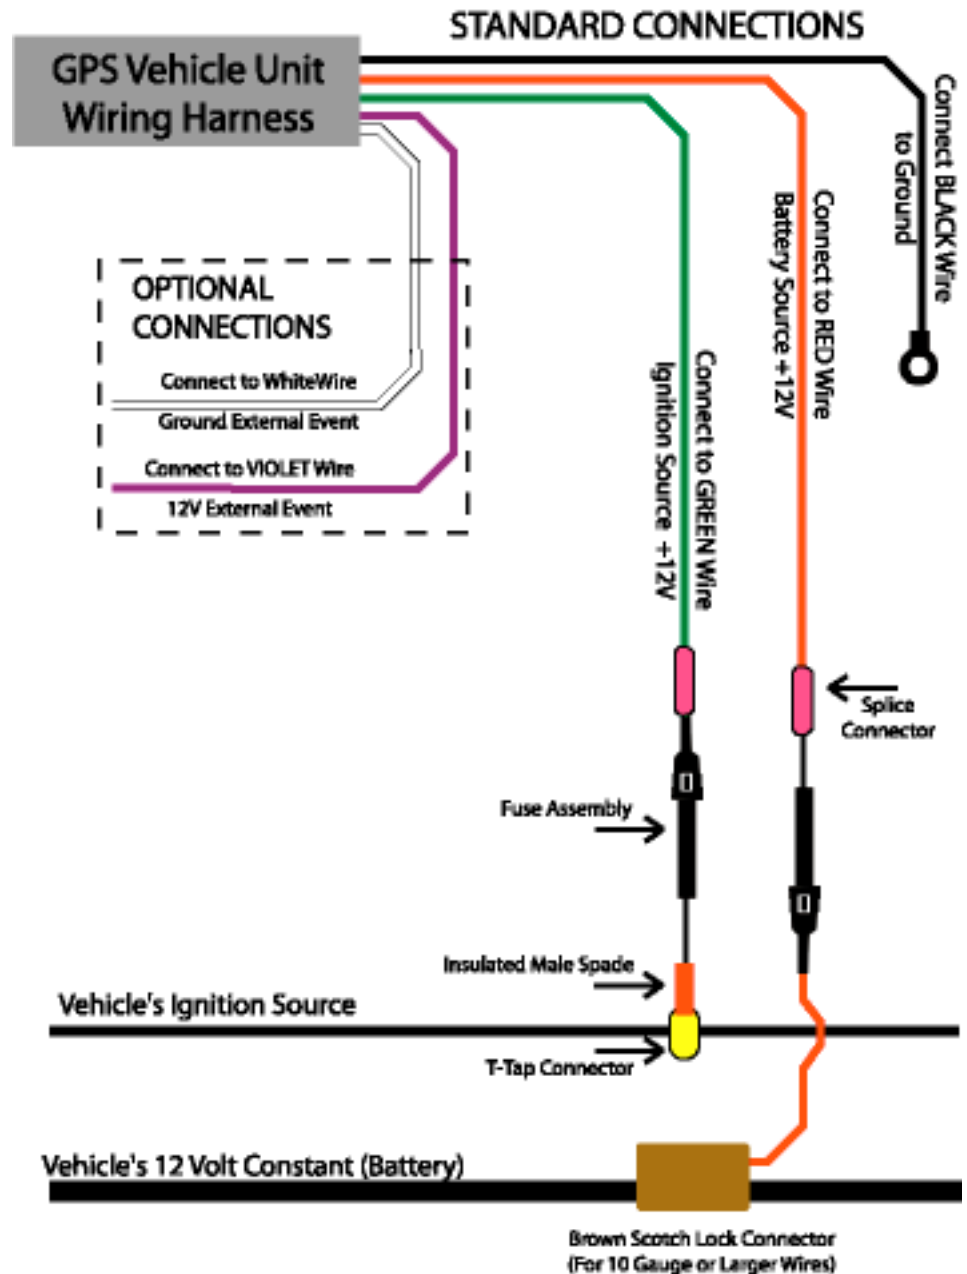 STANDARD CONNECTIONS
GPS Vehicle Unit
Wiring Harness
Connect BLACK Wire
to Ground
Connect to RED Wire
Battery Source +12V
Connect to GREEN Wire
Ignition Source +12V
OPTIONAL
CONNECTIONS
Connect to WhiteWire
Ground External Event
Connect to VIOLET Wire
12V External Event
Splice
Connector
Fuse Assembly
Insulated Male Spade
Vehicle's Ignition Source
T-Tap Connector
Vehicle's 12 Volt Constant (Battery)
Brown Scotch Lock Connector
(For 10 Gauge or Larger Wires)